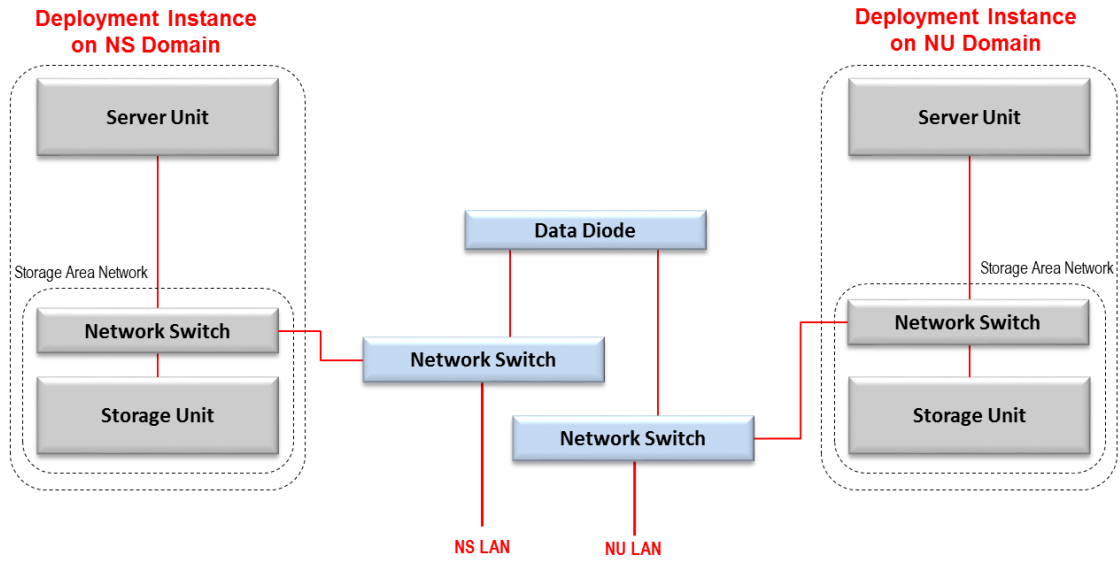 Deployment Instance
on NS Domain
Deployment Instance
on NU Domain
Server Unit
Server Unit
Data Diode
Storage Area Network
Storage Area Network
Network Switch
Network Switch
Network Switch
Storage Unit
Storage Unit
Network Switch
NS LAN
NU LAN